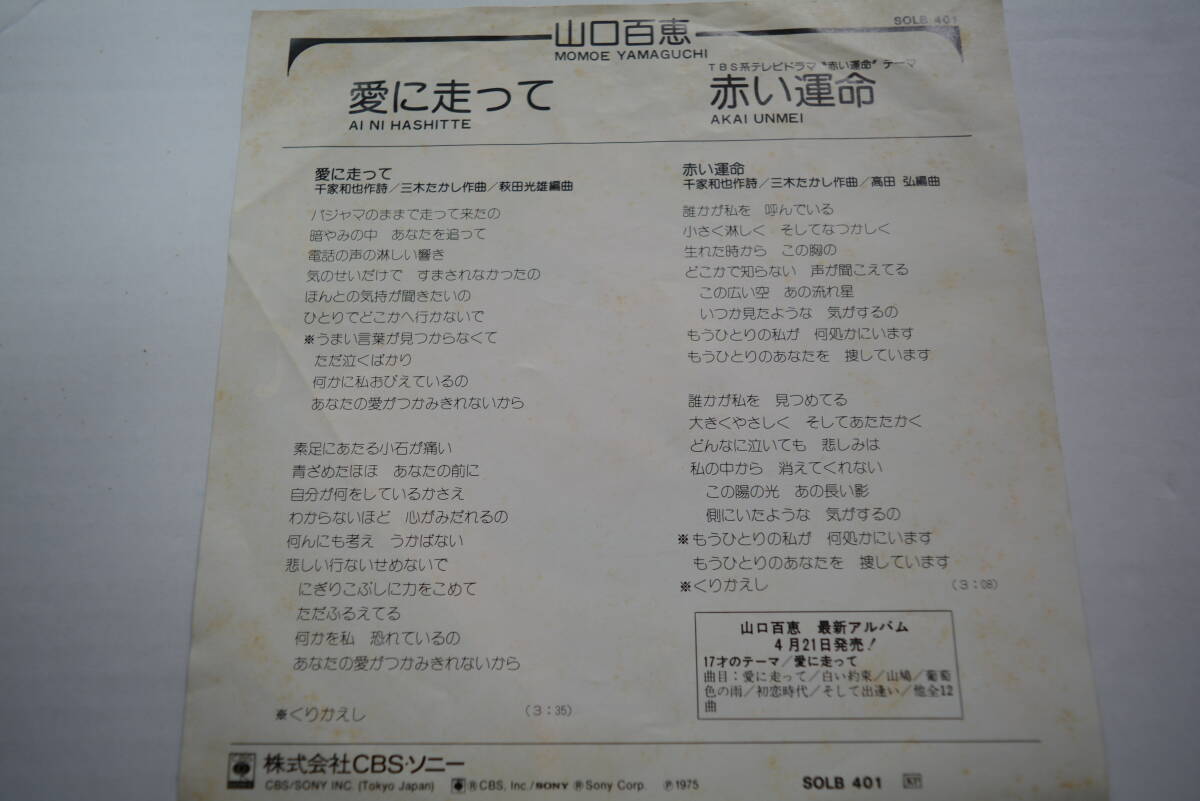 SOLB 401
山口百恵
MOMOE YAMAGUCHI
愛に走って
AI NI HASHITTE
TBS系テレビドラマ“赤い運命”テーマ
赤い運命
AKAI UNMEI
愛に走って
千家和也作詩／三木たかし作曲／萩田光雄編曲
パジャマのままで走って来たの
暗やみの中　あなたを追って
電話の声の淋しい響き
気のせいだけで　すまされなかったの
ほんとの気持が聞きたいの
ひとりでどこかへ行かないで
※うまい言葉が見つからなくて
ただ泣くばかり
何かに私おびえているの
あなたの愛がつかみきれないから
素足にあたる小石が痛い
青ざめたほほ　あなたの前に
自分が何をしているかさえ
わからないほど　心がみだれるの
何んにも考え　うかばない
悲しい行ないせめないで
にぎりこぶしに力をこめて
ただふるえてる
何かを私　恐れているの
あなたの愛がつかみきれないから
※くりかえし
（3：35）
赤い運命
千家和也作詩／三木たかし作曲／高田　弘編曲
誰かが私を　呼んでいる
小さく淋しく　そしてなつかしく
生れた時から　この胸の
どこかで知らない　声が聞こえてる
この広い空　あの流れ星
いつか見たような　気がするの
もうひとりの私が　何処かにいます
もうひとりのあなたを　捜しています
誰かが私を　見つめてる
大きくやさしく　そしてあたたかく
どんなに泣いても　悲しみは
私の中から　消えてくれない
この陽の光　あの長い影
側にいたような　気がするの
※もうひとりの私が　何処かにいます
もうひとりのあなたを　捜しています
※くりかえし
（3：08）
山口百恵　最新アルバム
4月21日発売！
17才のテーマ／愛に走って
曲目：愛に走って／白い約束／山鳩／葡萄
色の雨／初恋時代／そして出逢い／他全12
曲
株式会社CBS・ソニー
CBS/SONY INC. (Tokyo Japan)　Ⓡ CBS, Inc./SONY Ⓡ Sony Corp.　Ⓟ1975
SOLB 401